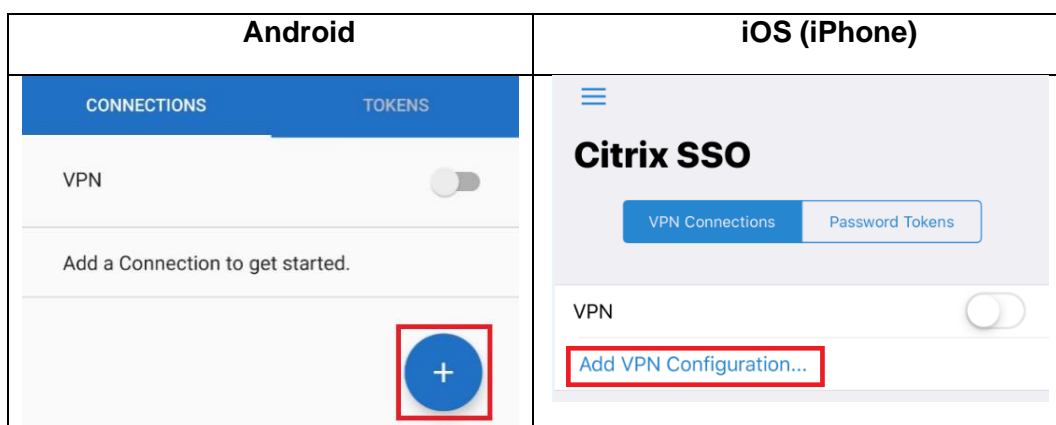 Android
iOS (iPhone)
CONNECTIONS
TOKENS
VPN
Add a Connection to get started.
+
Citrix SSO
VPN Connections
Password Tokens
VPN
Add VPN Configuration...